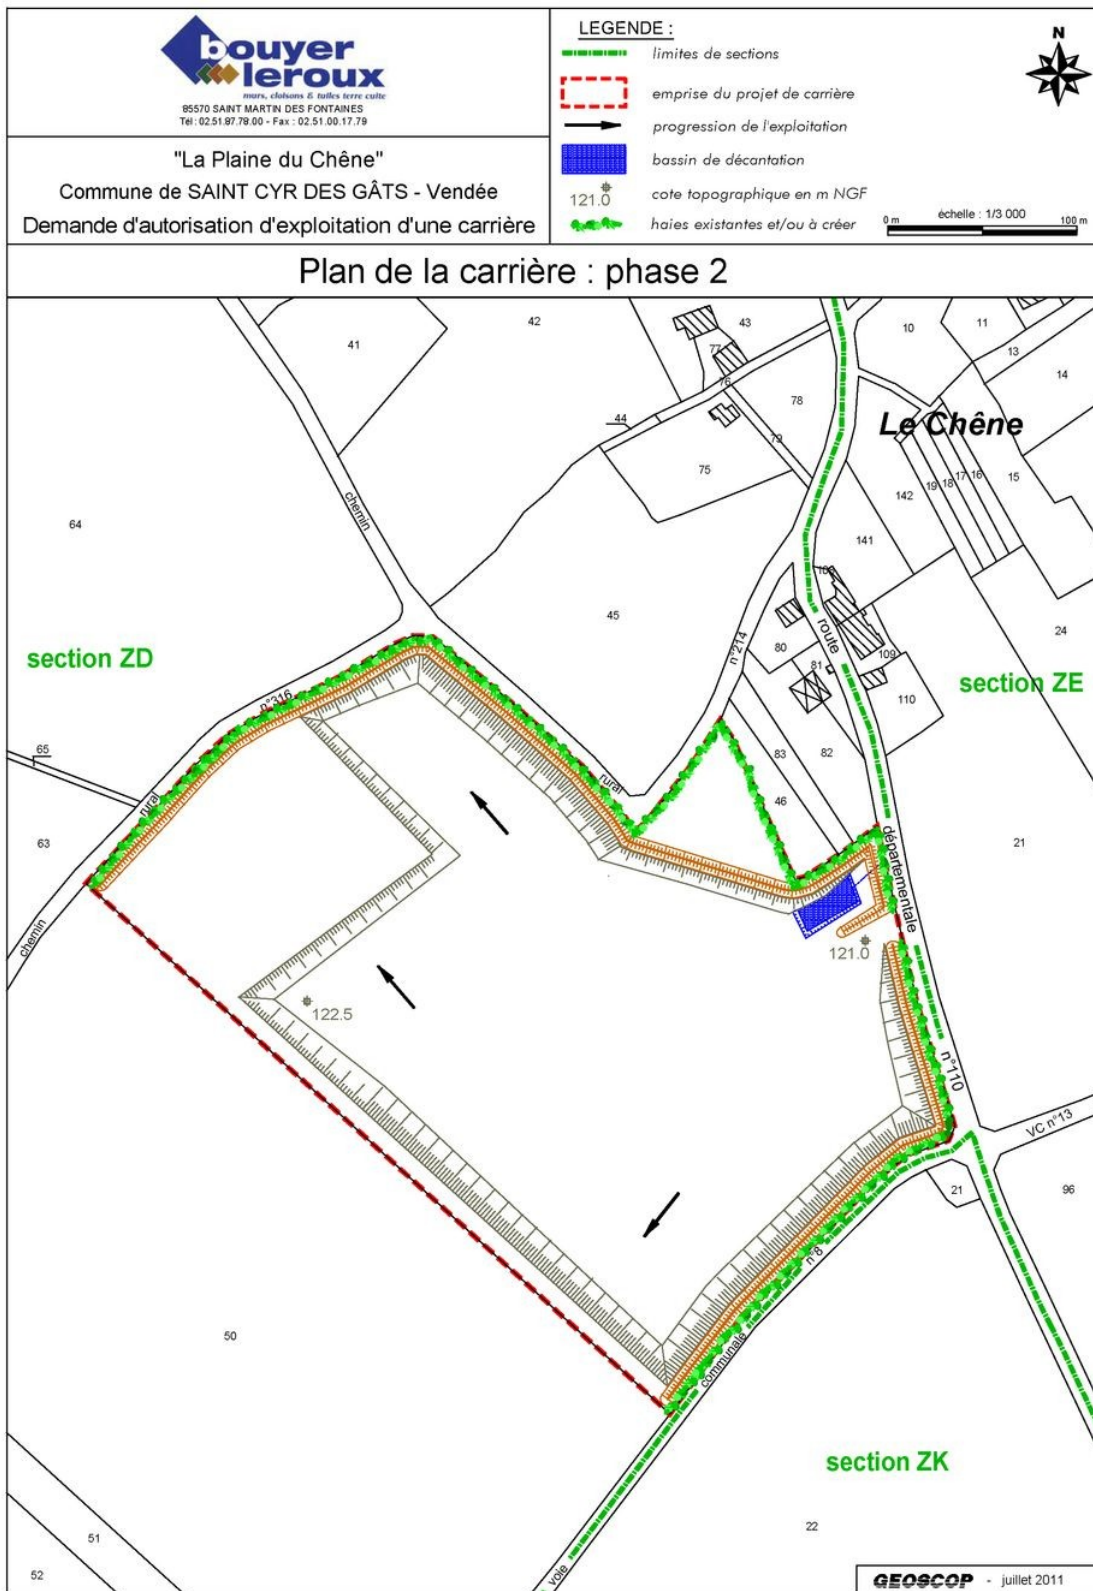 bouyer
leroux
murs, cloisons & tuiles terre cuite
85570 SAINT MARTIN DES FONTAINES
Tél : 02.51.87.78.00 - Fax : 02.51.00.17.79
"La Plaine du Chêne"
Commune de SAINT CYR DES GÂTS - Vendée
Demande d'autorisation d'exploitation d'une carrière
LEGENDE :
limites de sections
emprise du projet de carrière
progression de l'exploitation
bassin de décantation
121.0
cote topographique en m NGF
haies existantes et/ou à créer
N
échelle : 1/3 000
0 m
100 m
Plan de la carrière : phase 2
41
42
43
77
76
78
79
44
75
10
11
13
14
Le Chêne
142
19
18
17
16
15
141
64
chemin
45
section ZD
n°316
n°214
80
81
route
109
110
24
section ZE
65
63
rural
rural
chemin
83
82
46
départementale
21
121.0
122.5
n°110
VC n°13
21
96
n°8
communale
voie
50
section ZK
22
51
52
GEOSCOP - juillet 2011